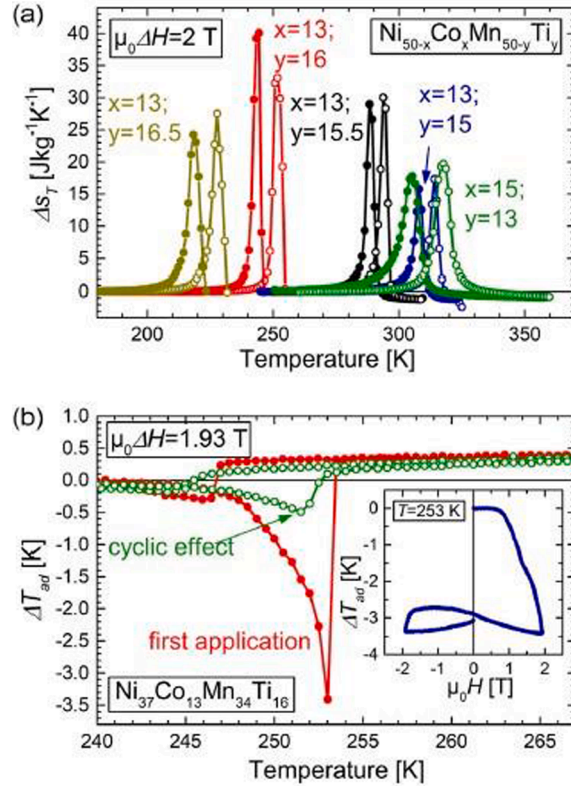 (a)
μ₀ΔH=2 T
Ni₅₀₋ₓCoₓMn₅₀₋yTiy
x=13;
y=16
x=13;
y=16.5
x=13;
y=15.5
x=13;
y=15
x=15;
y=13
40
35
30
25
20
15
10
5
0
Δsᴛ [Jkg⁻¹K⁻¹]
200 250 300 350
Temperature [K]
(b)
μ₀ΔH=1.93 T
1.0
0.5
0.0
-0.5
-1.0
-1.5
-2.0
-2.5
-3.0
-3.5
ΔTad [K]
cyclic effect
first application
Ni₃₇Co₁₃Mn₃₄Ti₁₆
T=253 K
0
-1
-2
-3
-4
ΔTad [K]
-2 -1 0 1 2
μ₀H [T]
240 245 250 255 260 265
Temperature [K]